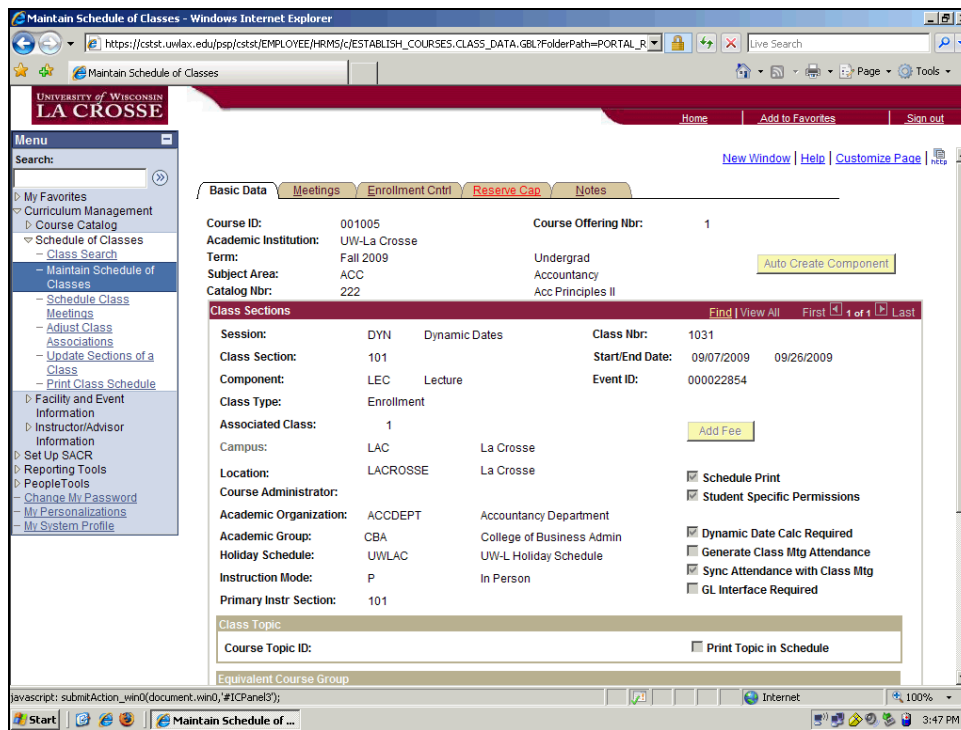 Maintain Schedule of Classes - Windows Internet Explorer
https://cstst.uwlax.edu/psp/cstst/EMPLOYEE/HRMS/c/ESTABLISH_COURSES.CLASS_DATA.GBL?FolderPath=PORTAL_R
Live Search
Maintain Schedule of Classes
Page
Tools
UNIVERSITY of WISCONSIN
LA CROSSE
Home
Add to Favorites
Sign out
Menu
Search:
My Favorites
Curriculum Management
Course Catalog
Schedule of Classes
Class Search
Maintain Schedule of
Classes
Schedule Class
Meetings
Adjust Class
Associations
Update Sections of a
Class
Print Class Schedule
Facility and Event
Information
Instructor/Advisor
Information
Set Up SACR
Reporting Tools
PeopleTools
Change My Password
My Personalizations
My System Profile
New Window | Help | Customize Page | http
Basic Data Meetings Enrollment Cntrl Reserve Cap Notes
Course ID: 001005 Course Offering Nbr: 1
Academic Institution: UW-La Crosse
Term: Fall 2009 Undergrad Auto Create Component
Subject Area: ACC Accountancy
Catalog Nbr: 222 Acc Principles II
Class Sections Find | View All First 1 of 1 Last
Session: DYN Dynamic Dates Class Nbr: 1031
Class Section: 101 Start/End Date: 09/07/2009 09/26/2009
Component: LEC Lecture Event ID: 000022854
Class Type: Enrollment
Associated Class: 1 Add Fee
Campus: LAC La Crosse
Location: LACROSSE La Crosse Schedule Print
Course Administrator: Student Specific Permissions
Academic Organization: ACCDEPT Accountancy Department
Academic Group: CBA College of Business Admin Dynamic Date Calc Required
Holiday Schedule: UWLAC UW-L Holiday Schedule Generate Class Mtg Attendance
Instruction Mode: P In Person Sync Attendance with Class Mtg
GL Interface Required
Primary Instr Section: 101
Class Topic
Course Topic ID: Print Topic in Schedule
Equivalent Course Group
javascript: submitAction_win0(document.win0,'#ICPanel3'); Internet 100%
Start Maintain Schedule of ... 3:47 PM